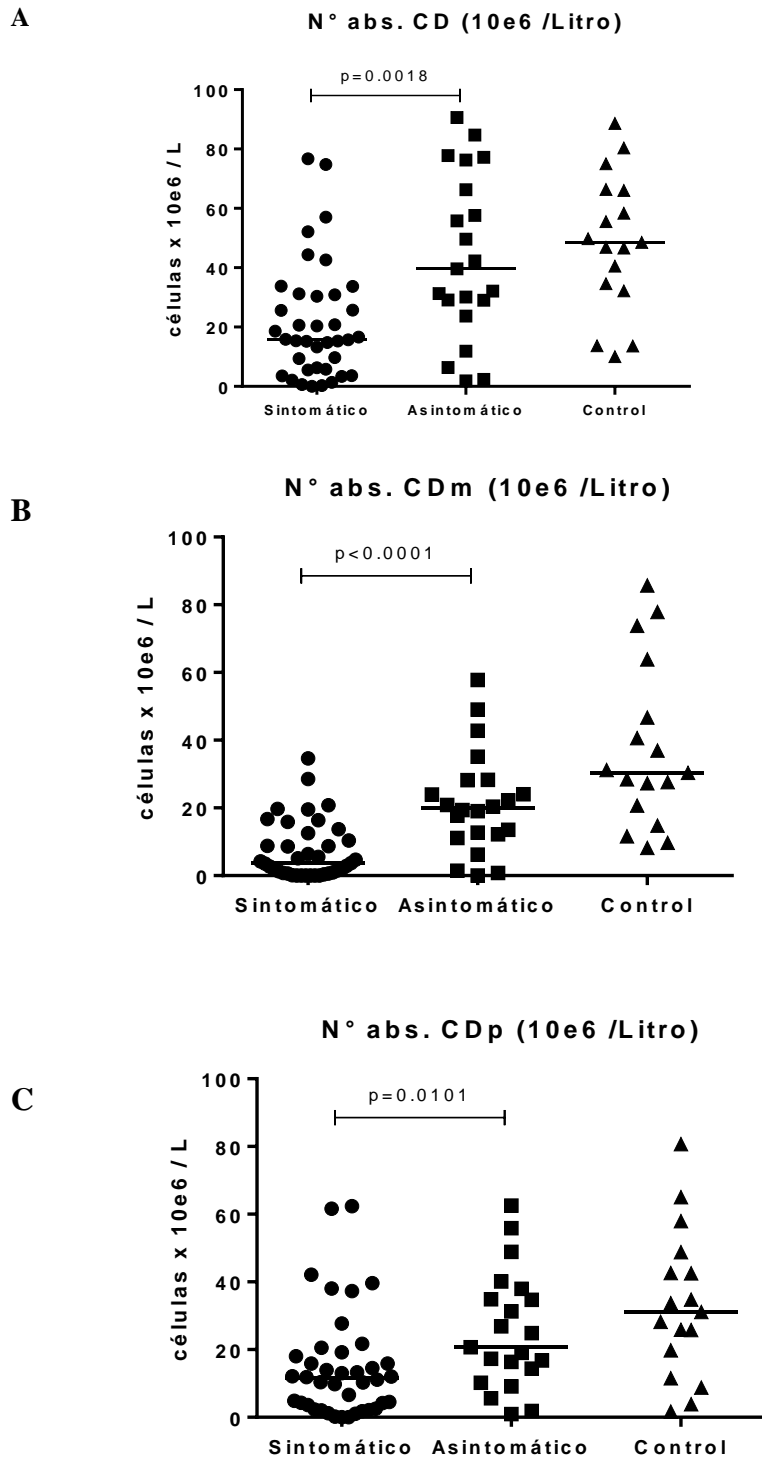 A
N° abs. CD (10e6 /Litro)
p=0.0018
100
80
60
40
20
0
células x 10e6 / L
Sintomático Asintomático Control
B
N° abs. CDm (10e6 /Litro)
p<0.0001
100
80
60
40
20
0
células x 10e6 / L
Sintomático Asintomático Control
C
N° abs. CDp (10e6 /Litro)
p=0.0101
100
80
60
40
20
0
células x 10e6 / L
Sintomático Asintomático Control